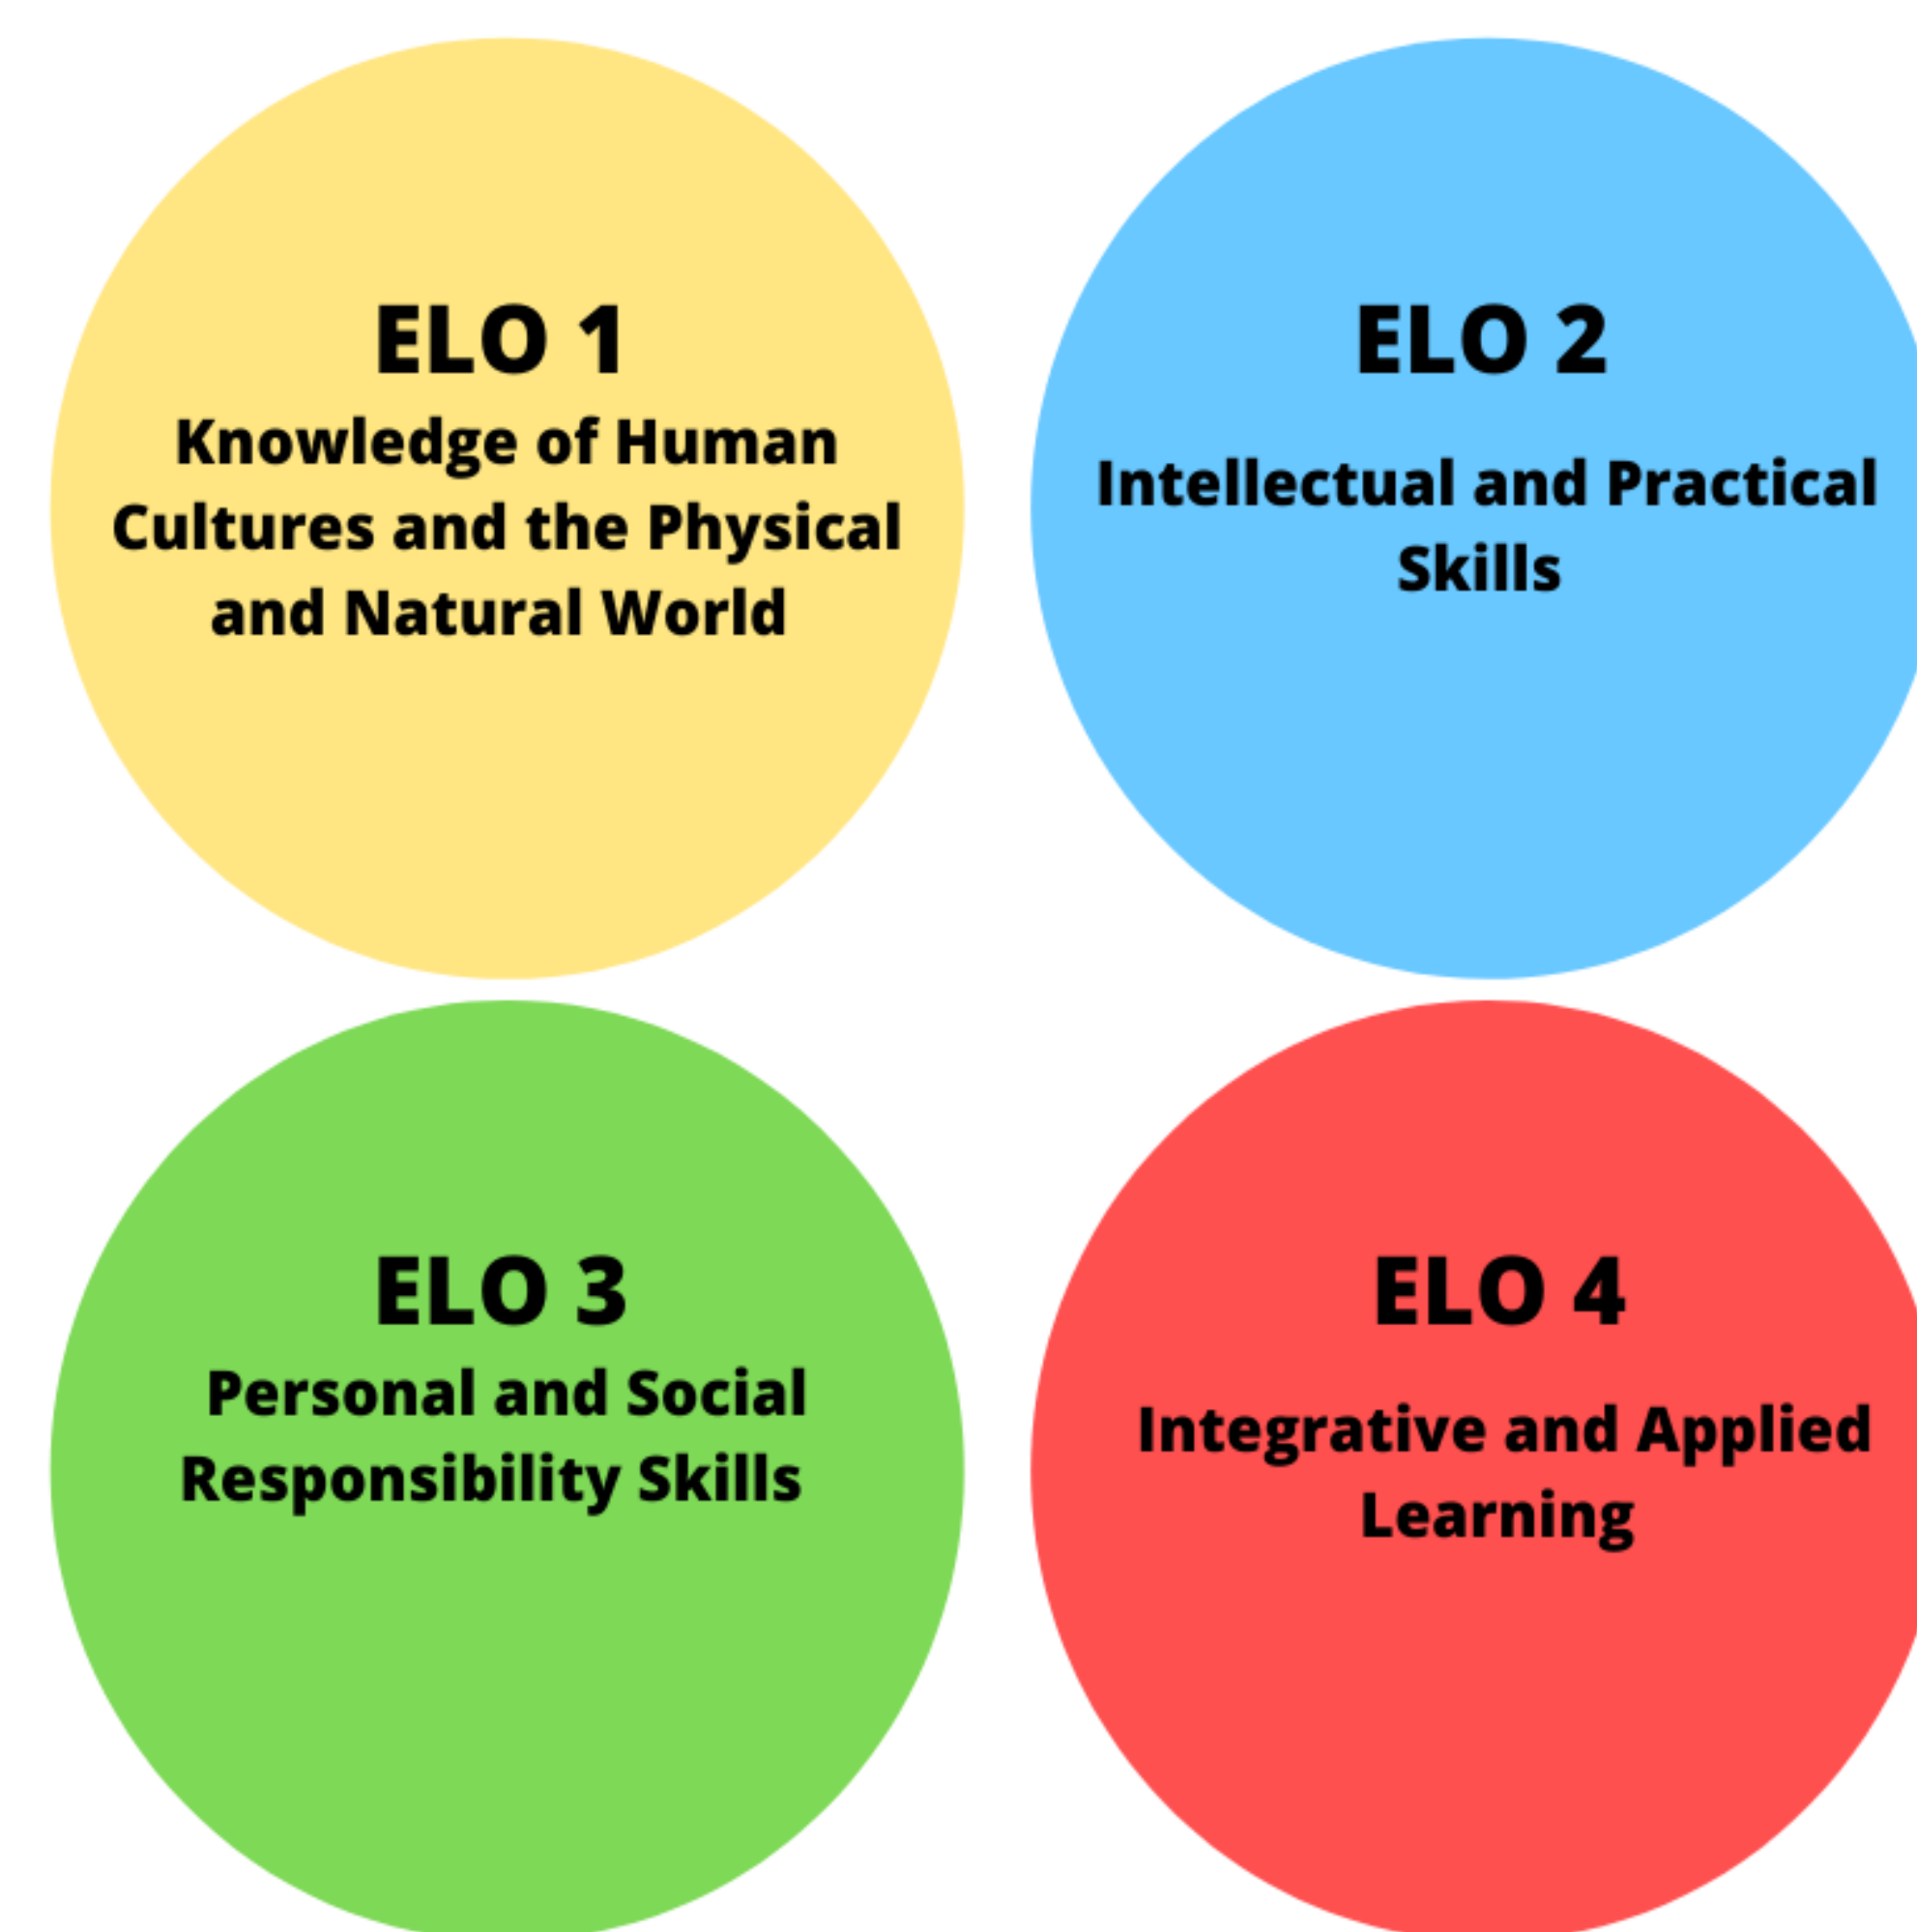 ELO 1
Knowledge of Human
Cultures and the Physical
and Natural World
ELO 2
Intellectual and Practical
Skills
ELO 3
Personal and Social
Responsibility Skills
ELO 4
Integrative and Applied
Learning